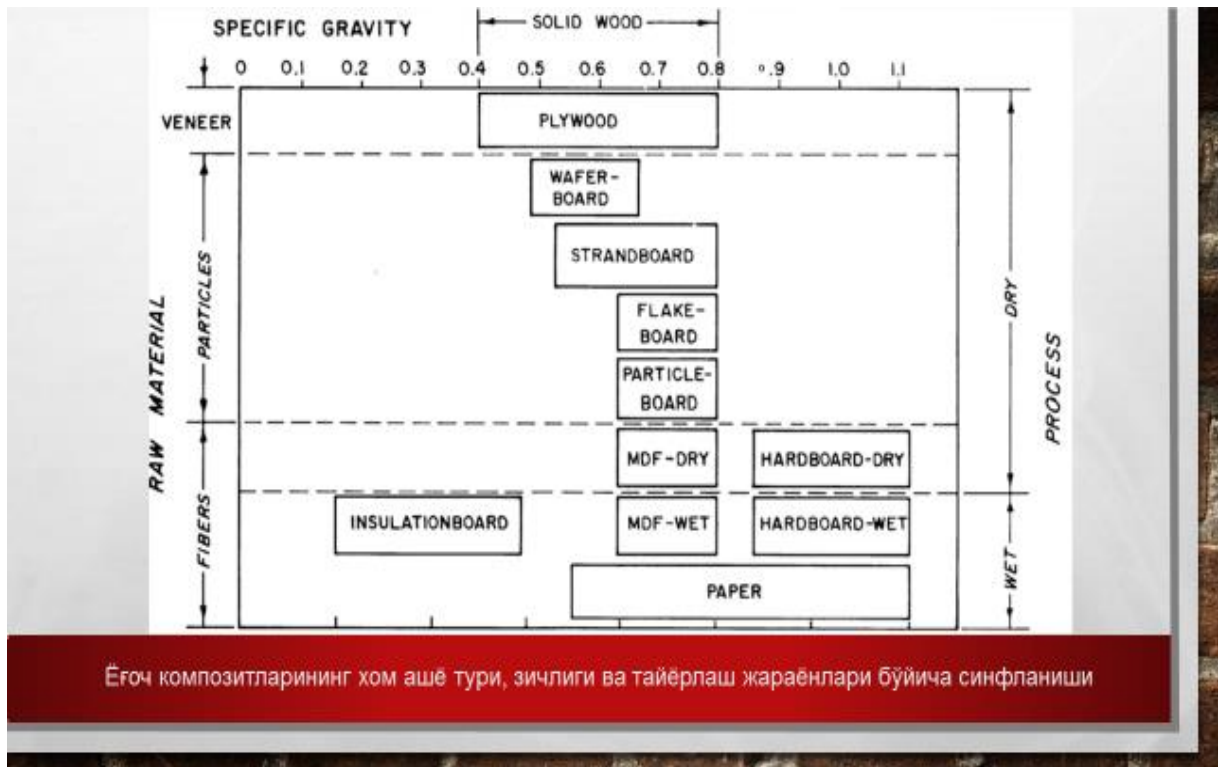 SPECIFIC GRAVITY
SOLID WOOD
0 0.1 0.2 0.3 0.4 0.5 0.6 0.7 0.8 0.9 1.0 1.1
VENEER
PLYWOOD
WAFER-
BOARD
STRANDBOARD
FLAKE-
BOARD
PARTICLE-
BOARD
MDF-DRY
HARDBOARD-DRY
INSULATIONBOARD
MDF-WET
HARDBOARD-WET
PAPER
RAW MATERIAL
PARTICLES
FIBERS
DRY
WET
PROCESS
Ёғоч композитларининг хом ашё тури, зичлиги ва тайёрлаш жараёнлари бўйича синфланиши